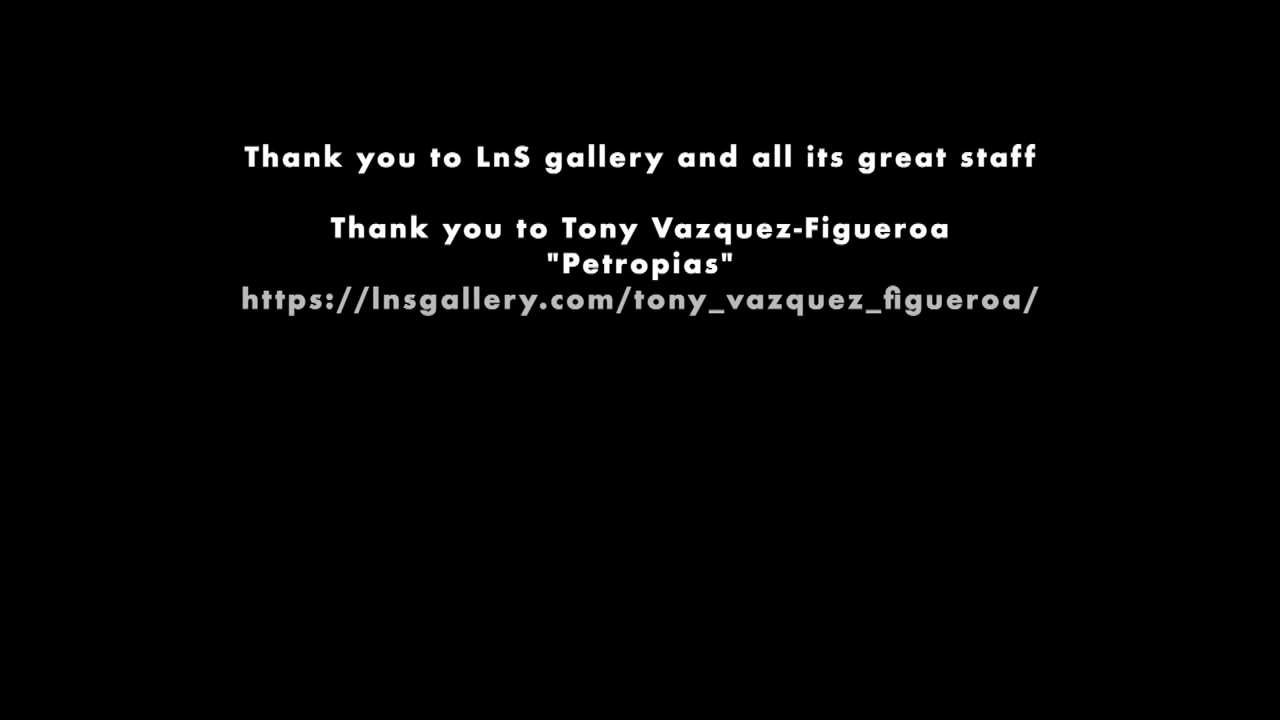 Thank you to LnS gallery and all its great staff
Thank you to Tony Vazquez-Figueroa
"Petropias"
https://lnsgallery.com/tony_vazquez_figueroa/